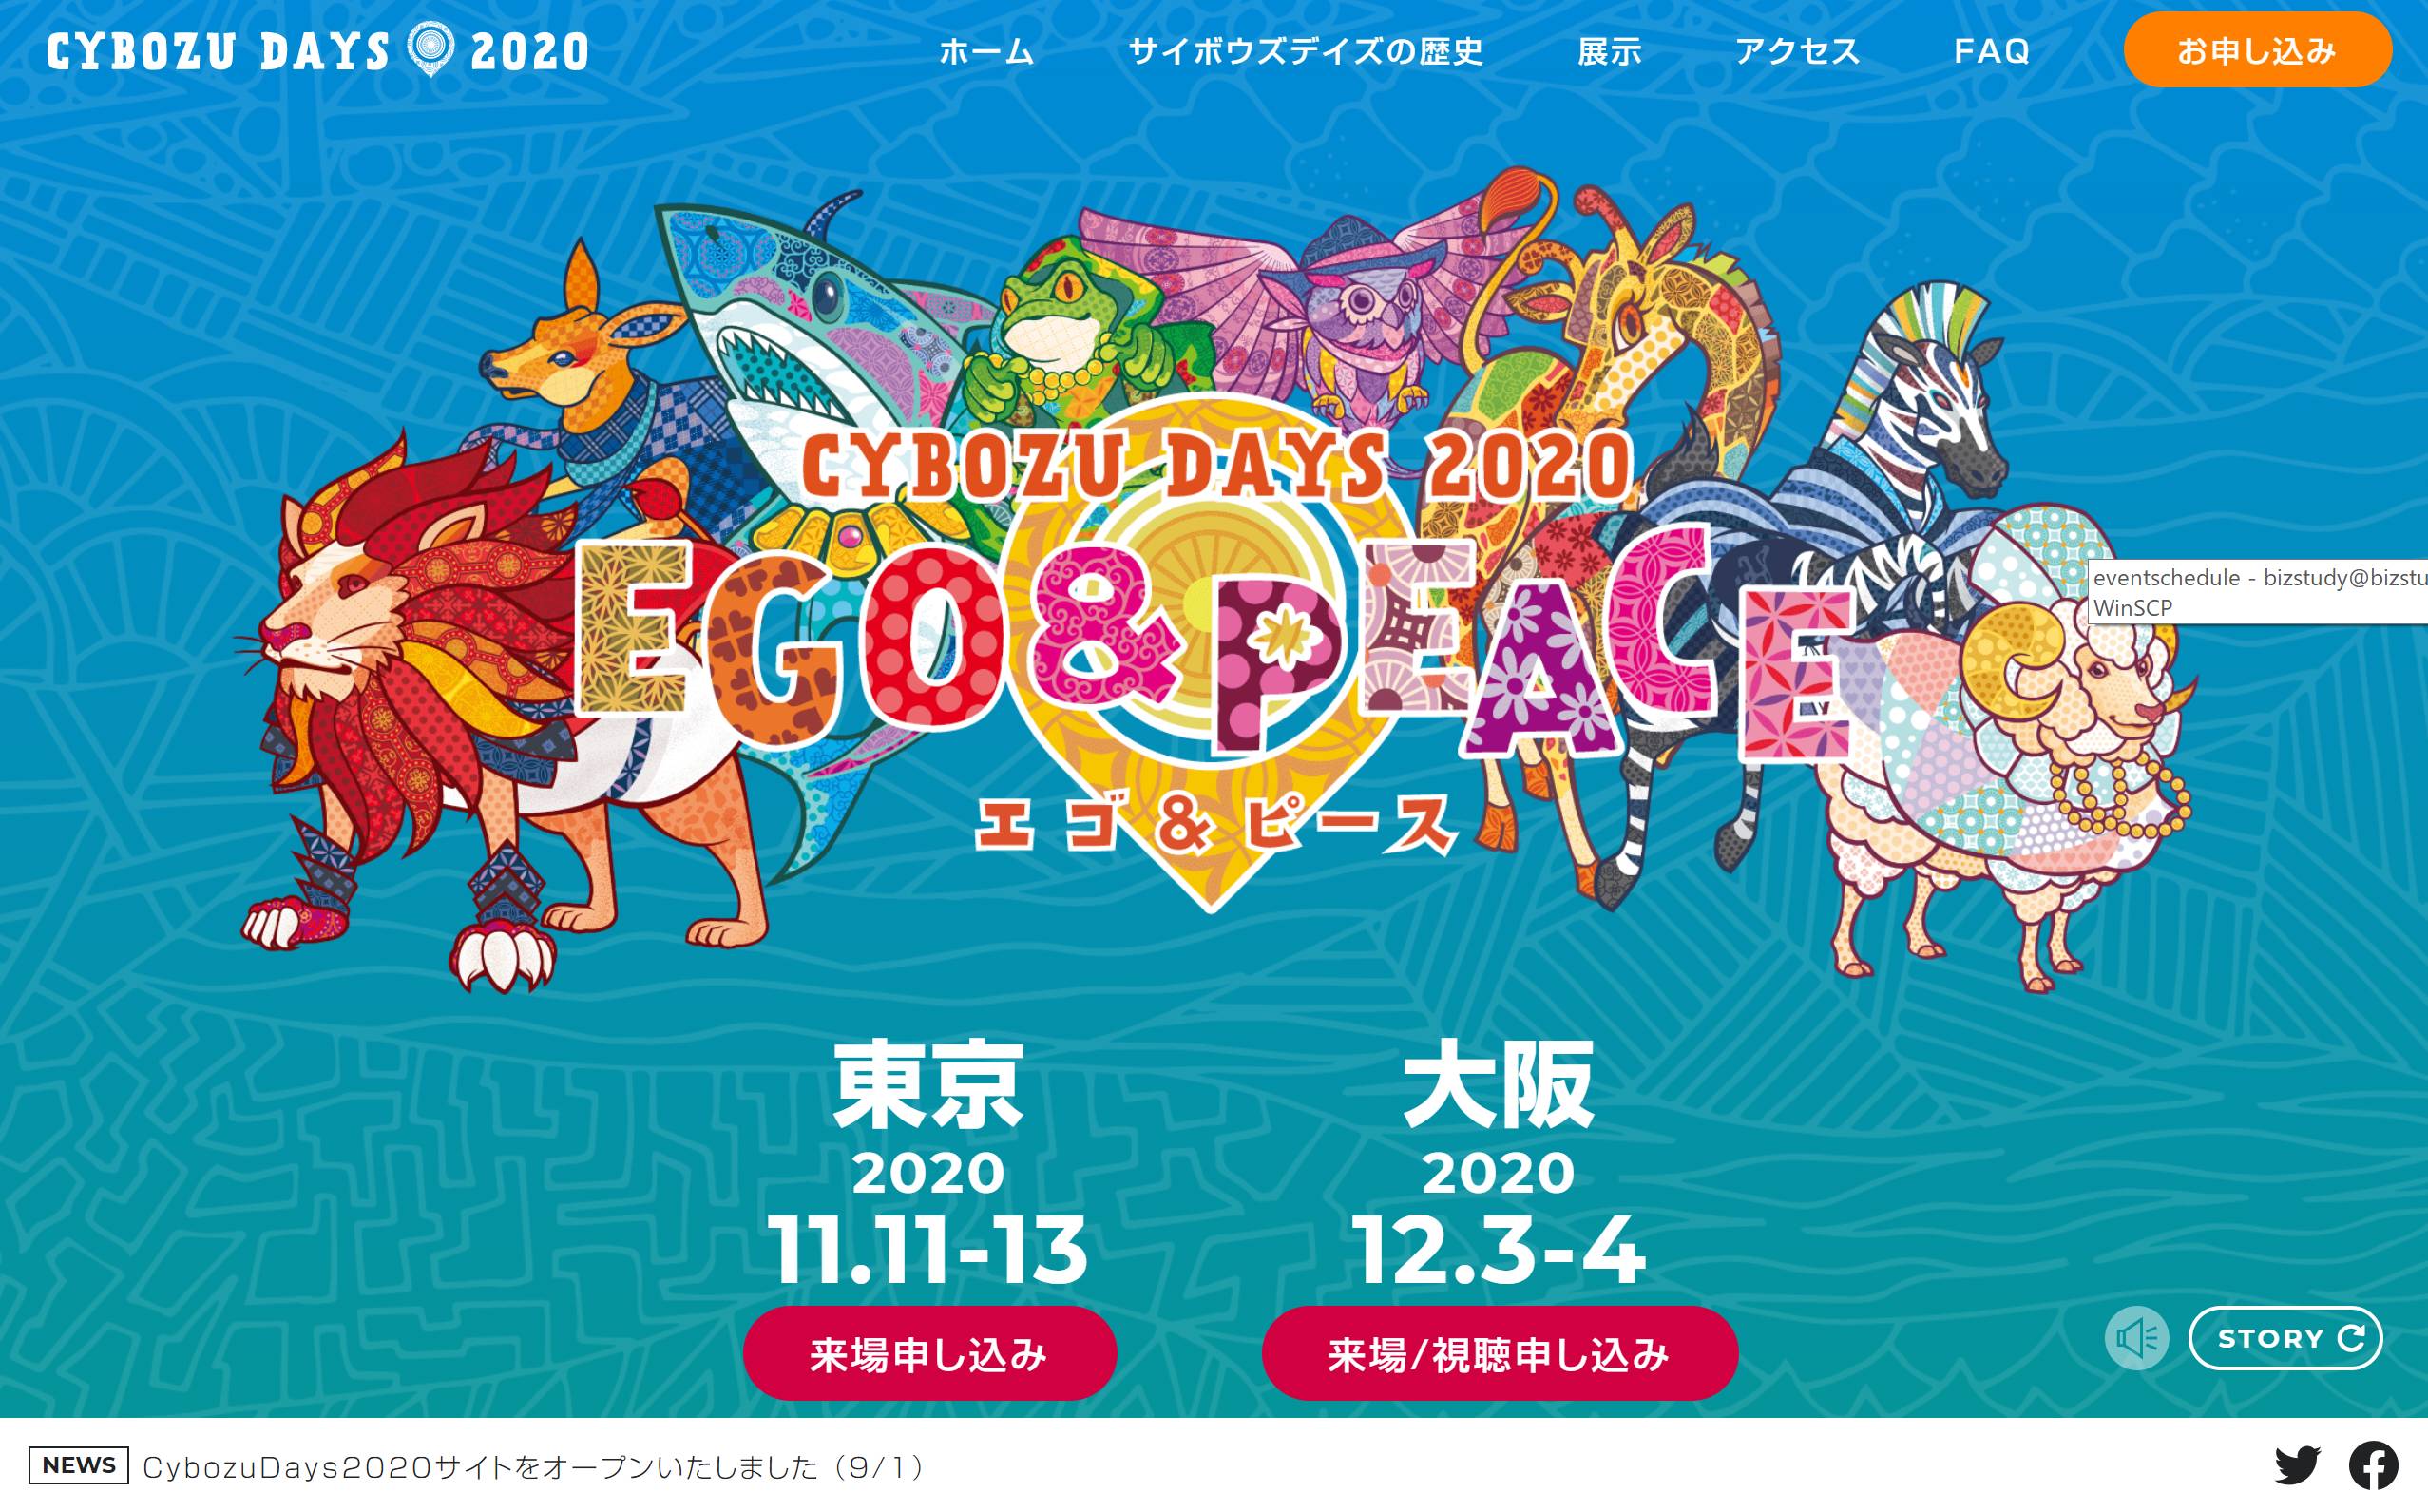 CYBOZU DAYS 2020
ホーム
サイボウズデイズの歴史
展示
アクセス
FAQ
お申し込み
CYBOZU DAYS 2020
EGO&PEACE
エゴ&ピース
eventschedule - bizstudy@bizstu
WinSCP
東京
2020
11.11-13
来場申し込み
大阪
2020
12.3-4
来場/視聴申し込み
STORY
NEWS
CybozuDays2020サイトをオープンいたしました（9/1）